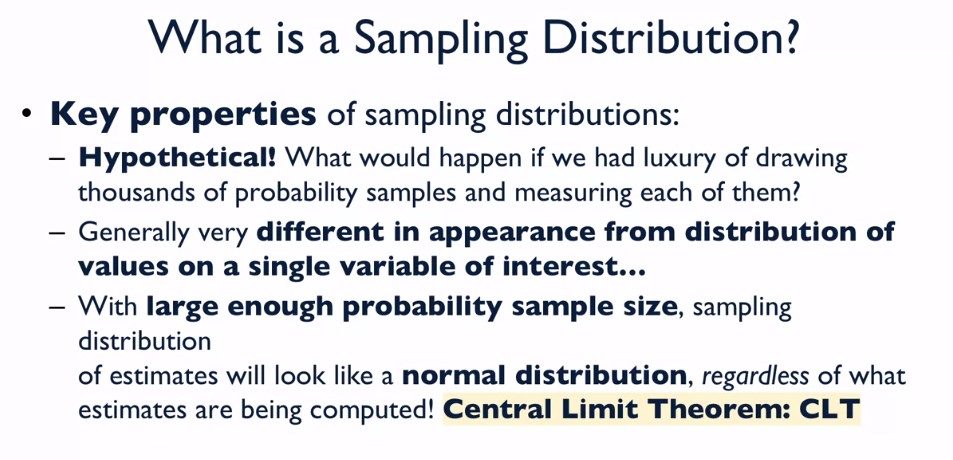 What is a Sampling Distribution?
• Key properties of sampling distributions:
– Hypothetical! What would happen if we had luxury of drawing
thousands of probability samples and measuring each of them?
– Generally very different in appearance from distribution of
values on a single variable of interest...
– With large enough probability sample size, sampling
distribution
of estimates will look like a normal distribution, regardless of what
estimates are being computed! Central Limit Theorem: CLT